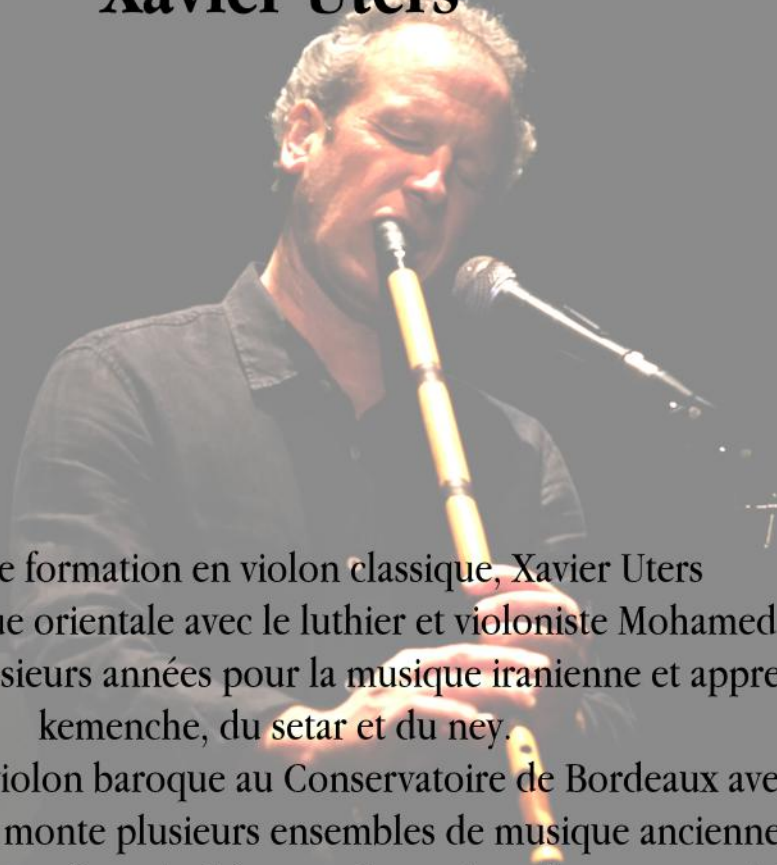 Xavier Uters
e formation en violon classique, Xavier Uters
ue orientale avec le luthier et violoniste Mohamed
sieurs années pour la musique iranienne et appre
kemenche, du setar et du ney.
violon baroque au Conservatoire de Bordeaux ave
monte plusieurs ensembles de musique ancienne